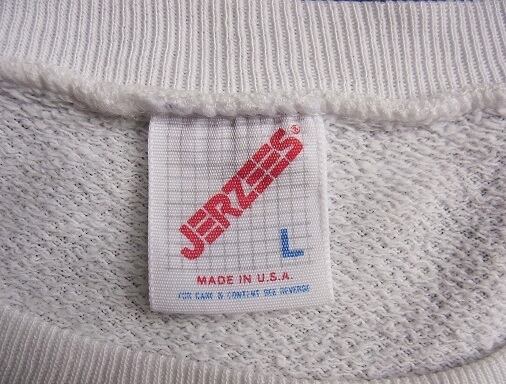 JERZEES®
L
MADE IN U.S.A.
FOR CARE & CONTENT SEE REVERSE